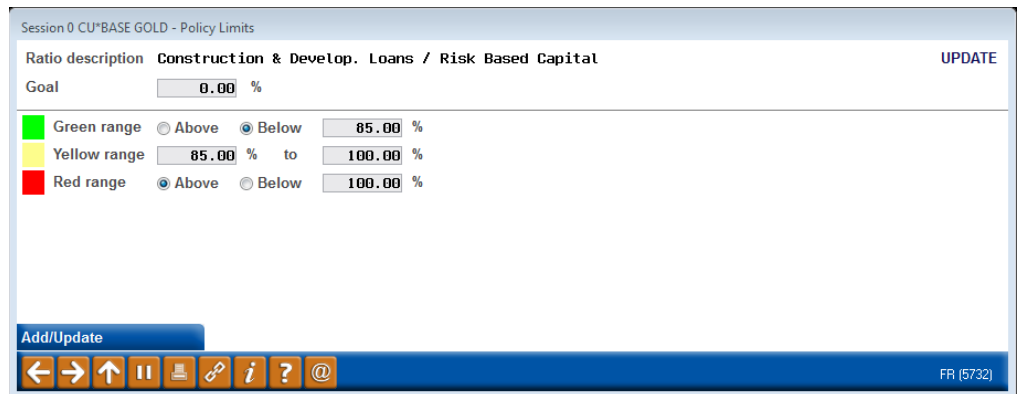 Session 0 CU*BASE GOLD - Policy Limits
Ratio description Construction & Develop. Loans / Risk Based Capital UPDATE
Goal 0.00 %
Green range Above Below 85.00 %
Yellow range 85.00 % to 100.00 %
Red range Above Below 100.00 %
Add/Update
i ? @ FR (5732)